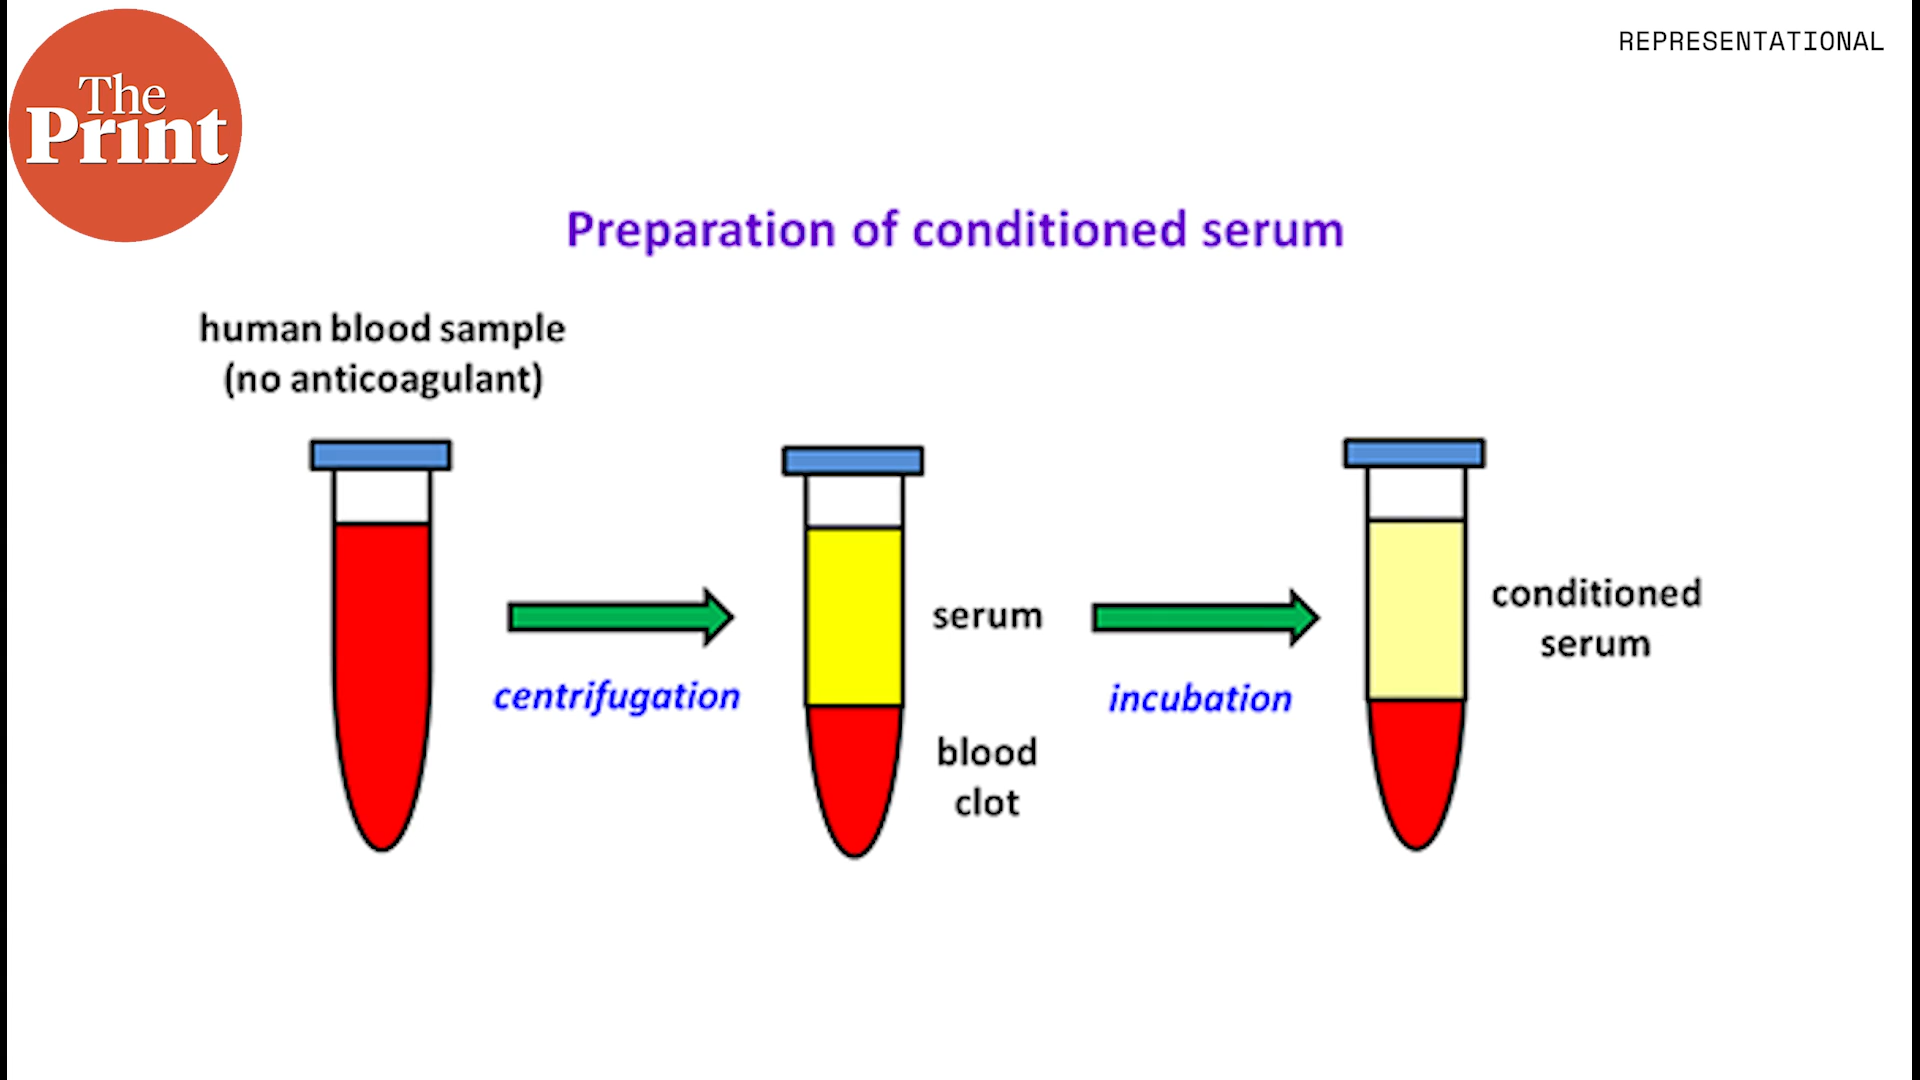 The
Print
REPRESENTATIONAL
Preparation of conditioned serum
human blood sample
(no anticoagulant)
centrifugation
serum
blood
clot
incubation
conditioned
serum